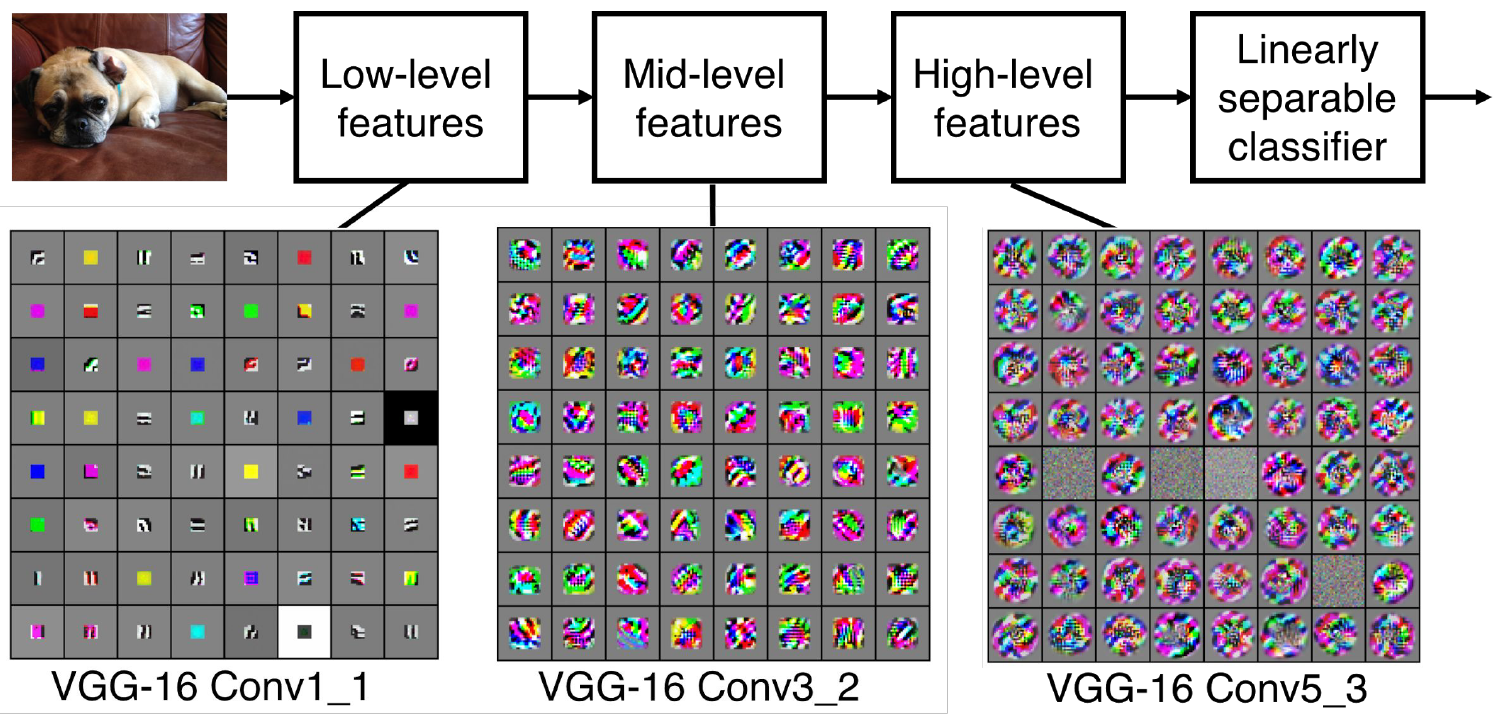 Low-level
features
Mid-level
features
High-level
features
Linearly
separable
classifier
VGG-16 Conv1_1
VGG-16 Conv3_2
VGG-16 Conv5_3